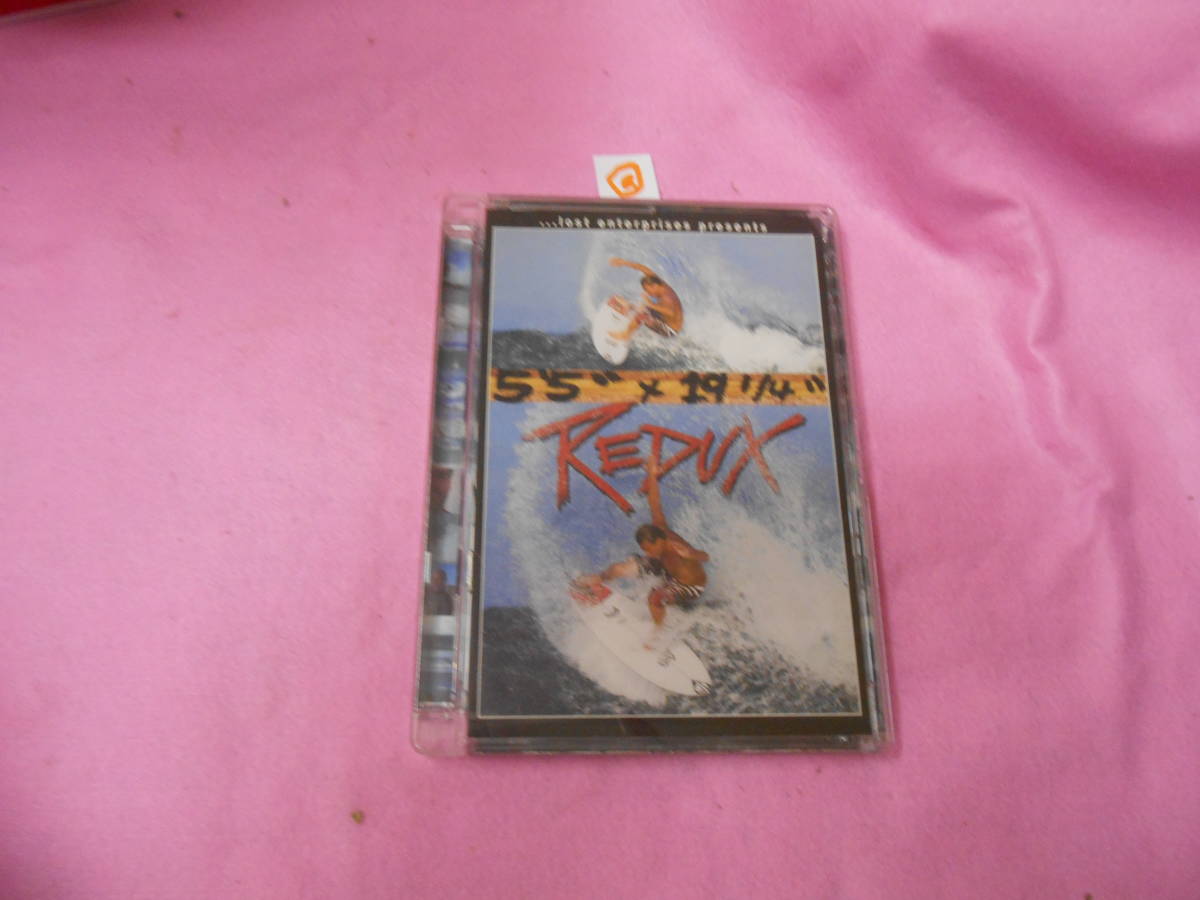 ...lost enterprises presents
5'5" x 19 1/4"
REDUX